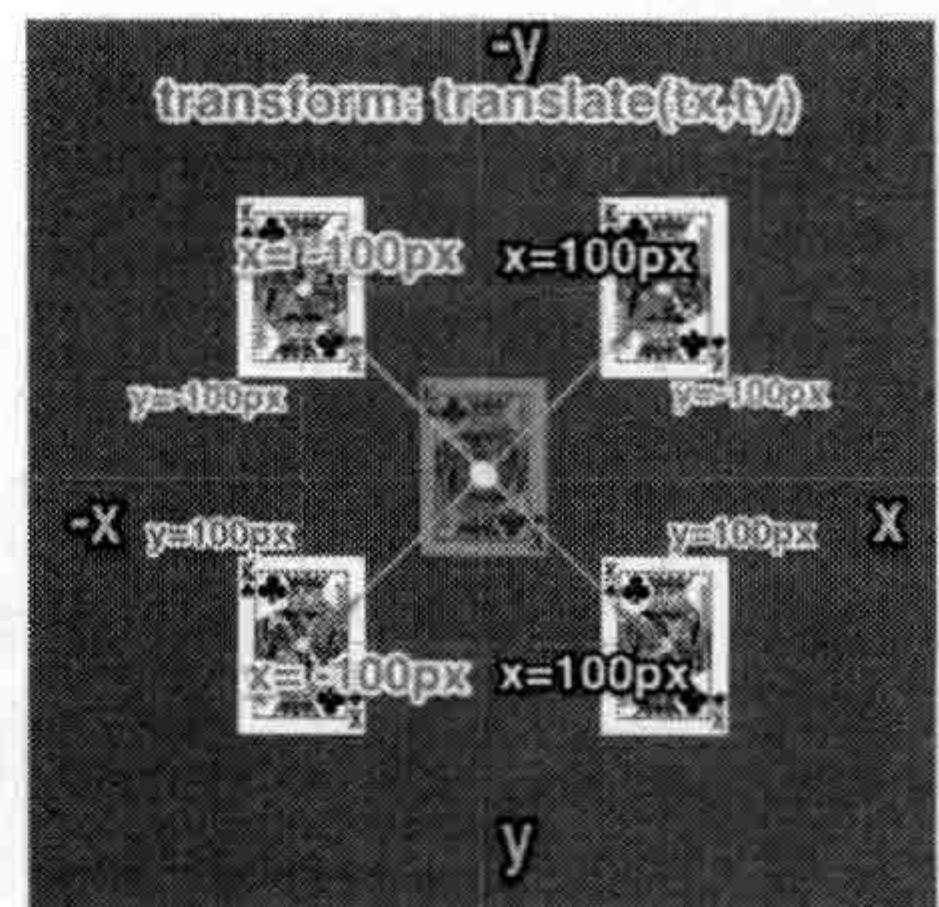 -y
transform: translate(tx,ty)
x= -100px x=100px
y=-100px y=-100px
-x y=100px y=100px x
x= -100px x=100px
y